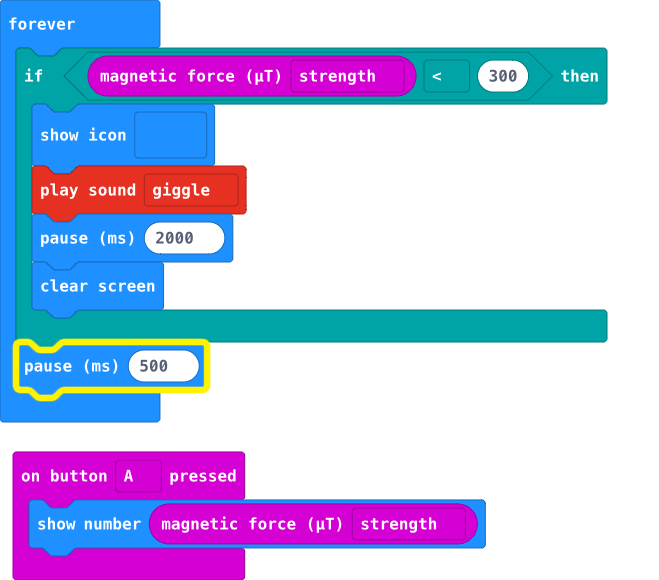 forever
if magnetic force (µT) strength < 300 then
show icon
play sound giggle
pause (ms) 2000
clear screen
pause (ms) 500
on button A pressed
show number magnetic force (µT) strength